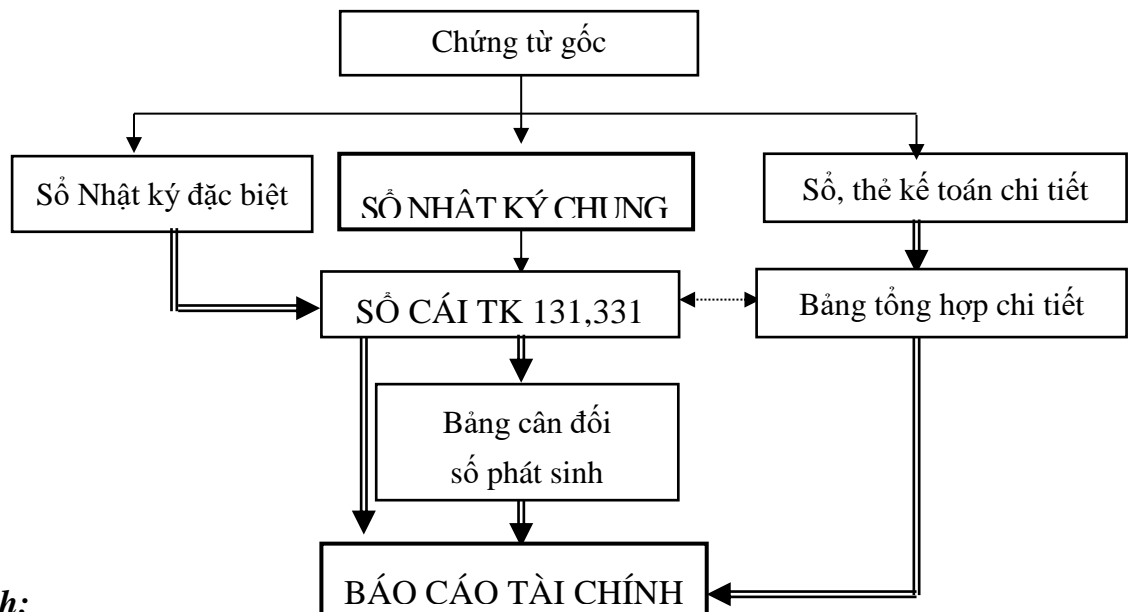 Chứng từ gốc
Sổ Nhật ký đặc biệt
SỔ NHẬT KÝ CHUNG
Sổ, thẻ kế toán chi tiết
SỔ CÁI TK 131,331
Bảng tổng hợp chi tiết
Bảng cân đối
số phát sinh
BÁO CÁO TÀI CHÍNH
h: